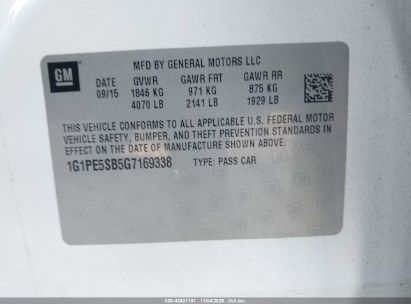 GM
MFD BY GENERAL MOTORS LLC
DATE GVWR GAWR FRT GAWR RR
09/15 1846 KG 971 KG 875 KG
4070 LB 2141 LB 1929 LB
THIS VEHICLE CONFORMS TO ALL APPLICABLE U.S. FEDERAL MOTOR
VEHICLE SAFETY, BUMPER, AND THEFT PREVENTION STANDARDS IN
EFFECT ON THE DATE OF MANUFACTURE SHOWN ABOVE.
1G1PE5SB5G7169338 TYPE: PASS CAR